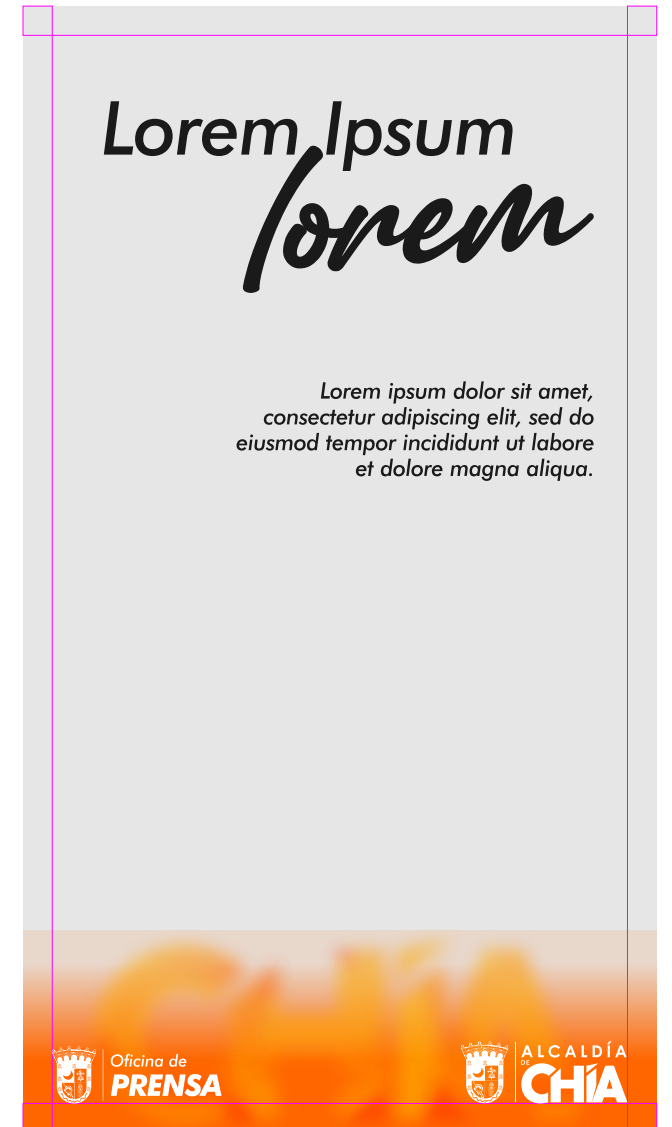 Lorem Ipsum
lorem
Lorem ipsum dolor sit amet,
consectetur adipiscing elit, sed do
eiusmod tempor incididunt ut labore
et dolore magna aliqua.
CHÍA
Oficina de
PRENSA
ALCALDÍA
DE
CHÍA